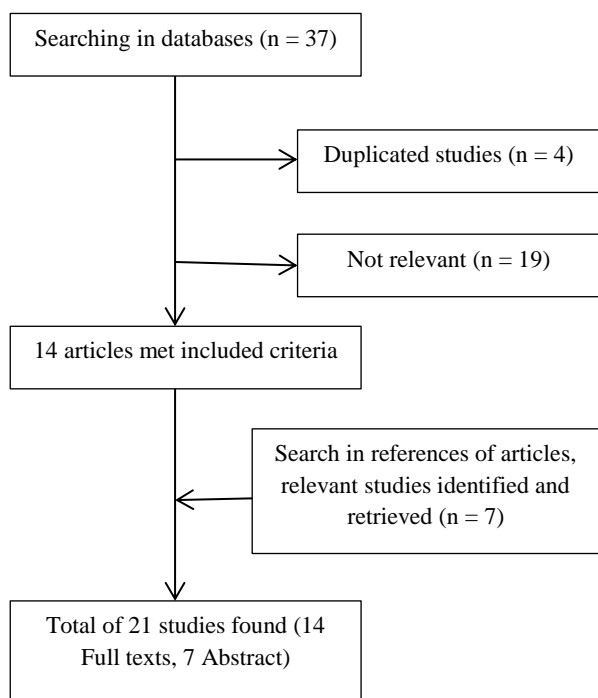 Searching in databases (n = 37)
Duplicated studies (n = 4)
Not relevant (n = 19)
14 articles met included criteria
Search in references of articles,
relevant studies identified and
retrieved (n = 7)
Total of 21 studies found (14
Full texts, 7 Abstract)